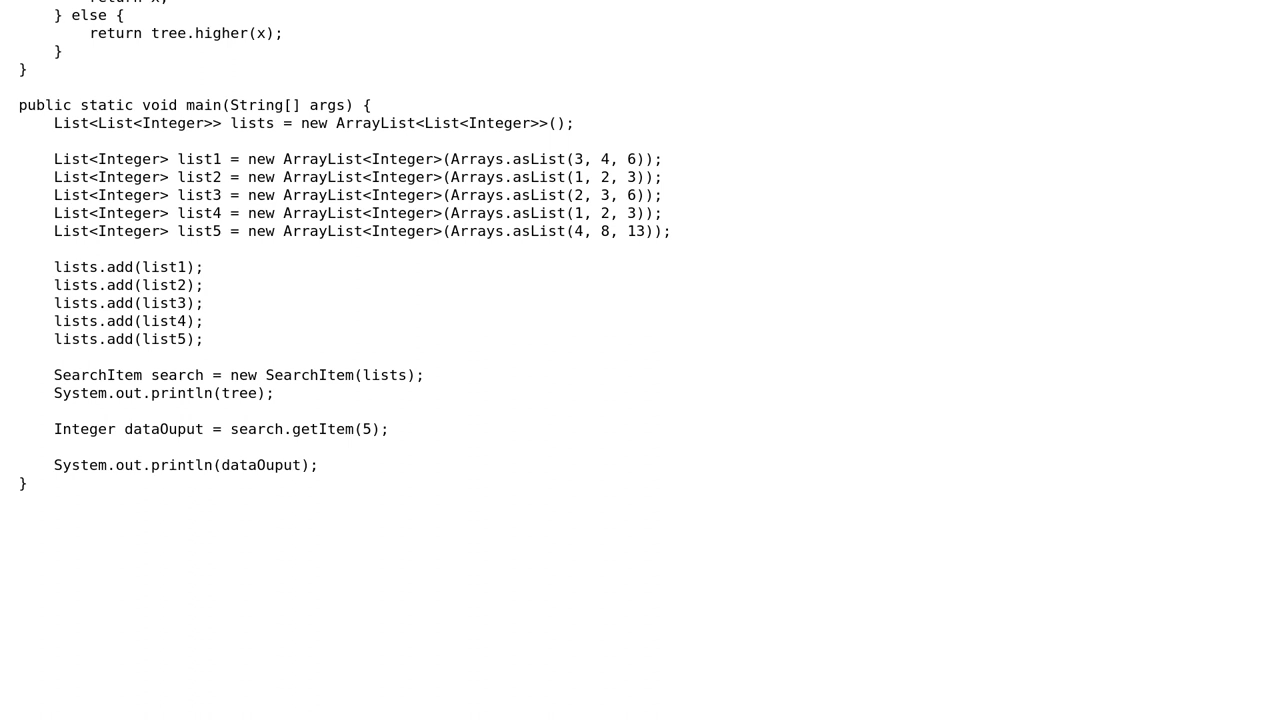 return x;
    } else {
        return tree.higher(x);
    }
}
public static void main(String[] args) {
    List<List<Integer>> lists = new ArrayList<List<Integer>>();
    List<Integer> list1 = new ArrayList<Integer>(Arrays.asList(3, 4, 6));
    List<Integer> list2 = new ArrayList<Integer>(Arrays.asList(1, 2, 3));
    List<Integer> list3 = new ArrayList<Integer>(Arrays.asList(2, 3, 6));
    List<Integer> list4 = new ArrayList<Integer>(Arrays.asList(1, 2, 3));
    List<Integer> list5 = new ArrayList<Integer>(Arrays.asList(4, 8, 13));
    lists.add(list1);
    lists.add(list2);
    lists.add(list3);
    lists.add(list4);
    lists.add(list5);
    SearchItem search = new SearchItem(lists);
    System.out.println(tree);
    Integer dataOuput = search.getItem(5);
    System.out.println(dataOuput);
}